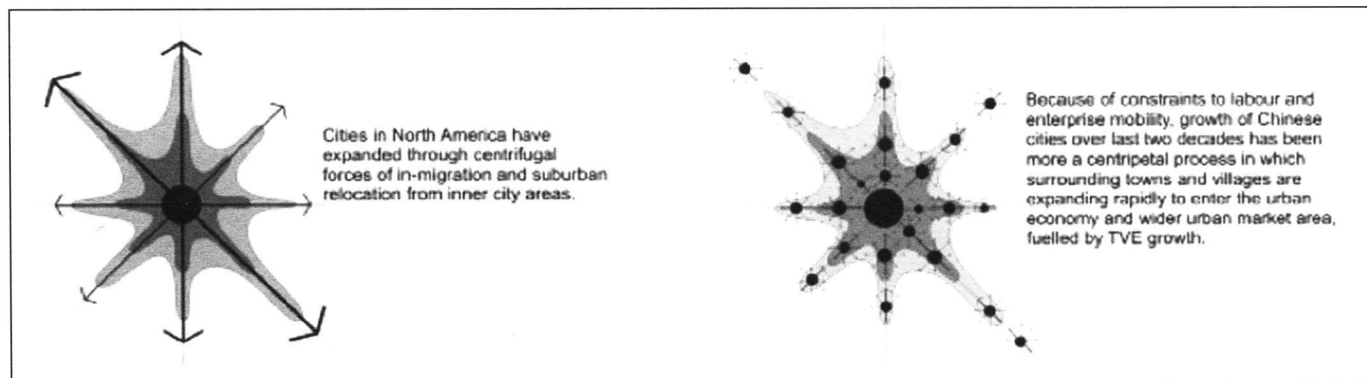 Cities in North America have
expanded through centrifugal
forces of in-migration and suburban
relocation from inner city areas.
Because of constraints to labour and
enterprise mobility, growth of Chinese
cities over last two decades has been
more a centripetal process in which
surrounding towns and villages are
expanding rapidly to enter the urban
economy and wider urban market area,
fuelled by TVE growth.